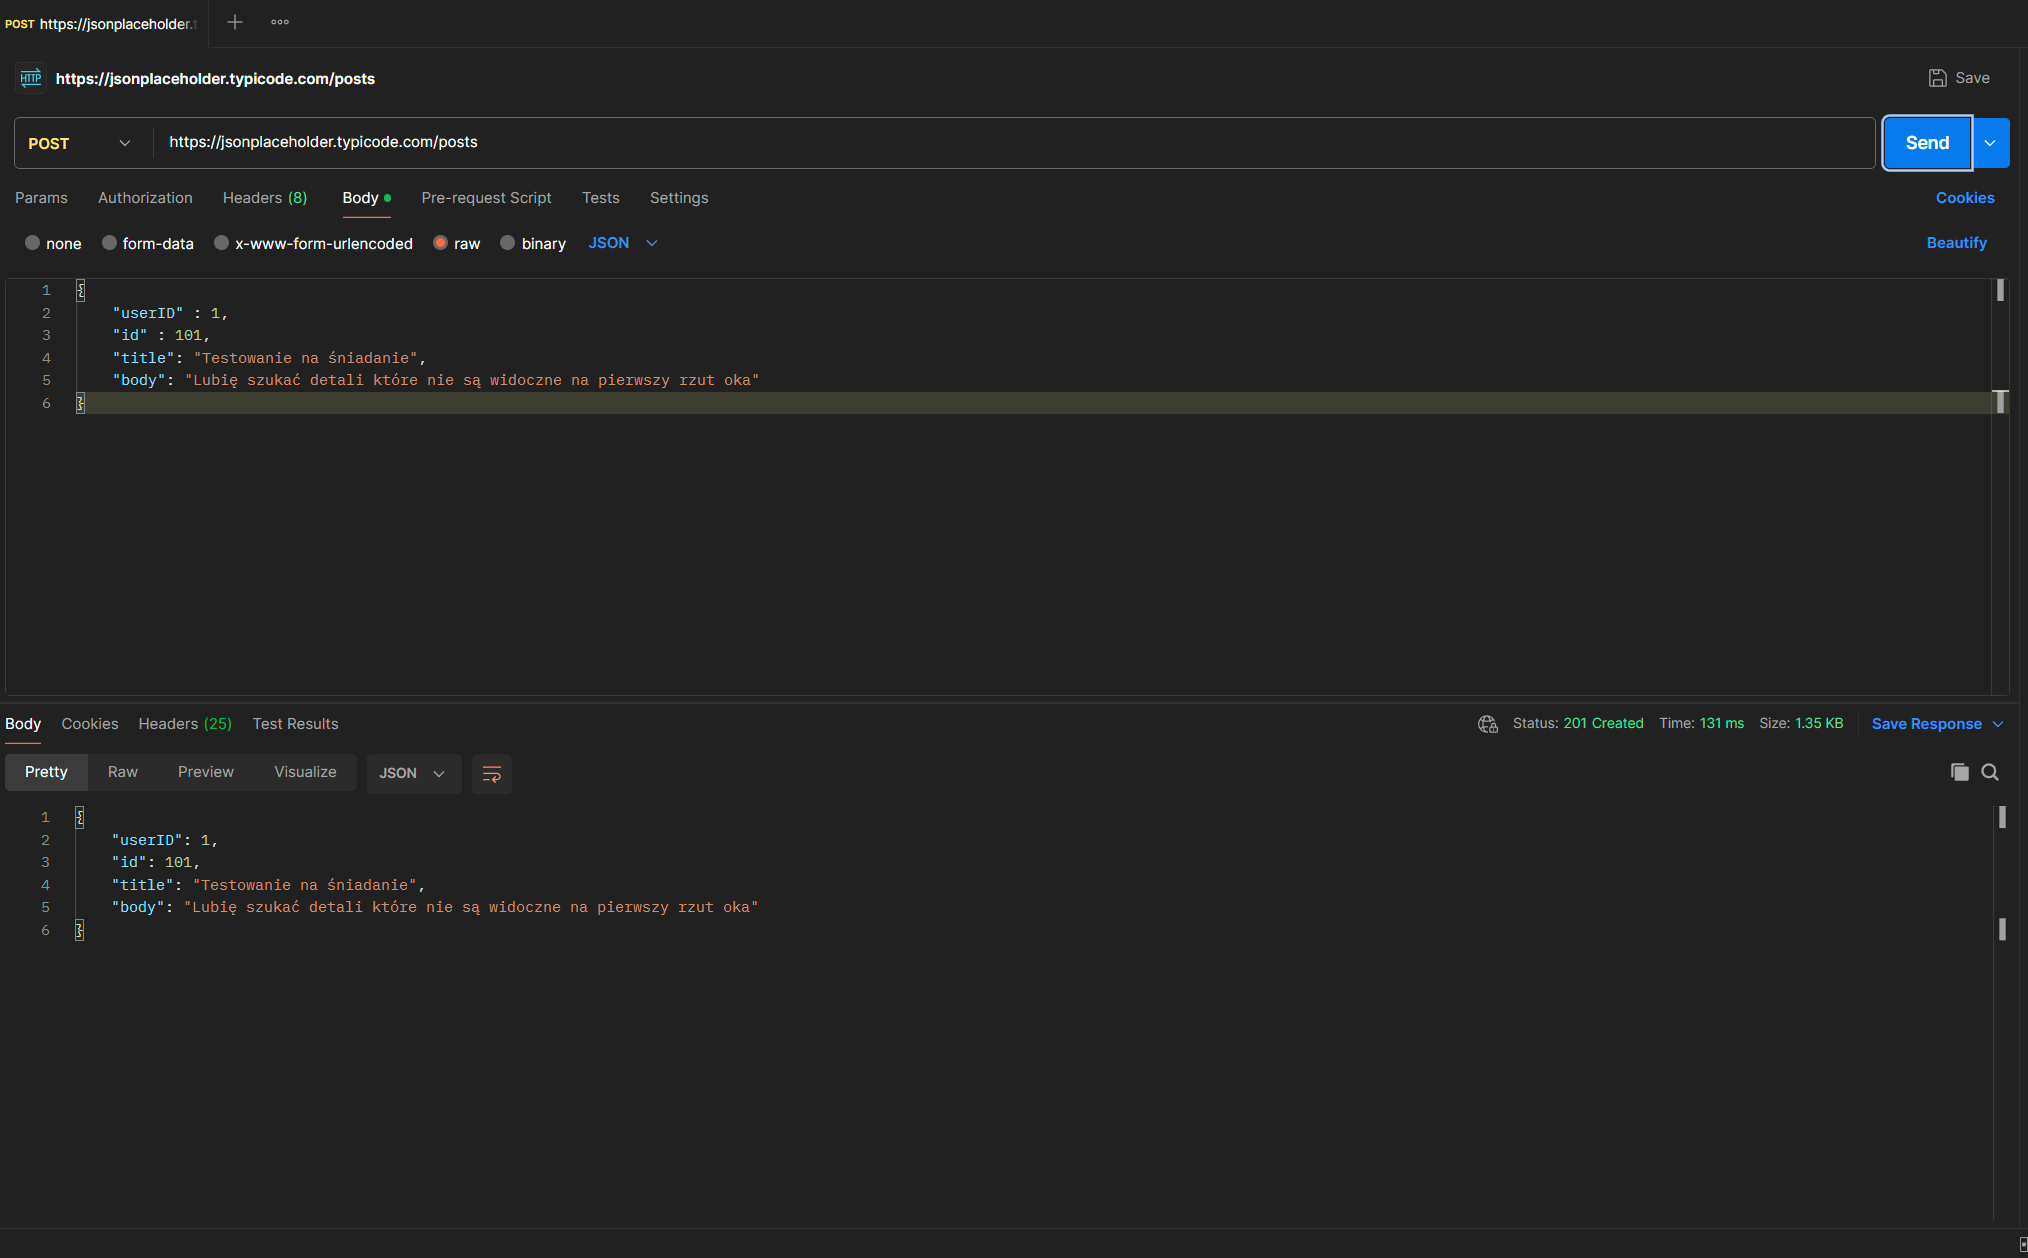 POST https://jsonplaceholder.t
https://jsonplaceholder.typicode.com/posts
Save
POST https://jsonplaceholder.typicode.com/posts Send
Params Authorization Headers (8) Body Pre-request Script Tests Settings Cookies
none form-data x-www-form-urlencoded raw binary JSON Beautify
1 {
2 "userID" : 1,
3 "id" : 101,
4 "title": "Testowanie na śniadanie",
5 "body": "Lubię szukać detali które nie są widoczne na pierwszy rzut oka"
6 }
Body Cookies Headers (25) Test Results Status: 201 Created Time: 131 ms Size: 1.35 KB Save Response
Pretty Raw Preview Visualize JSON
1 {
2 "userID": 1,
3 "id": 101,
4 "title": "Testowanie na śniadanie",
5 "body": "Lubię szukać detali które nie są widoczne na pierwszy rzut oka"
6 }